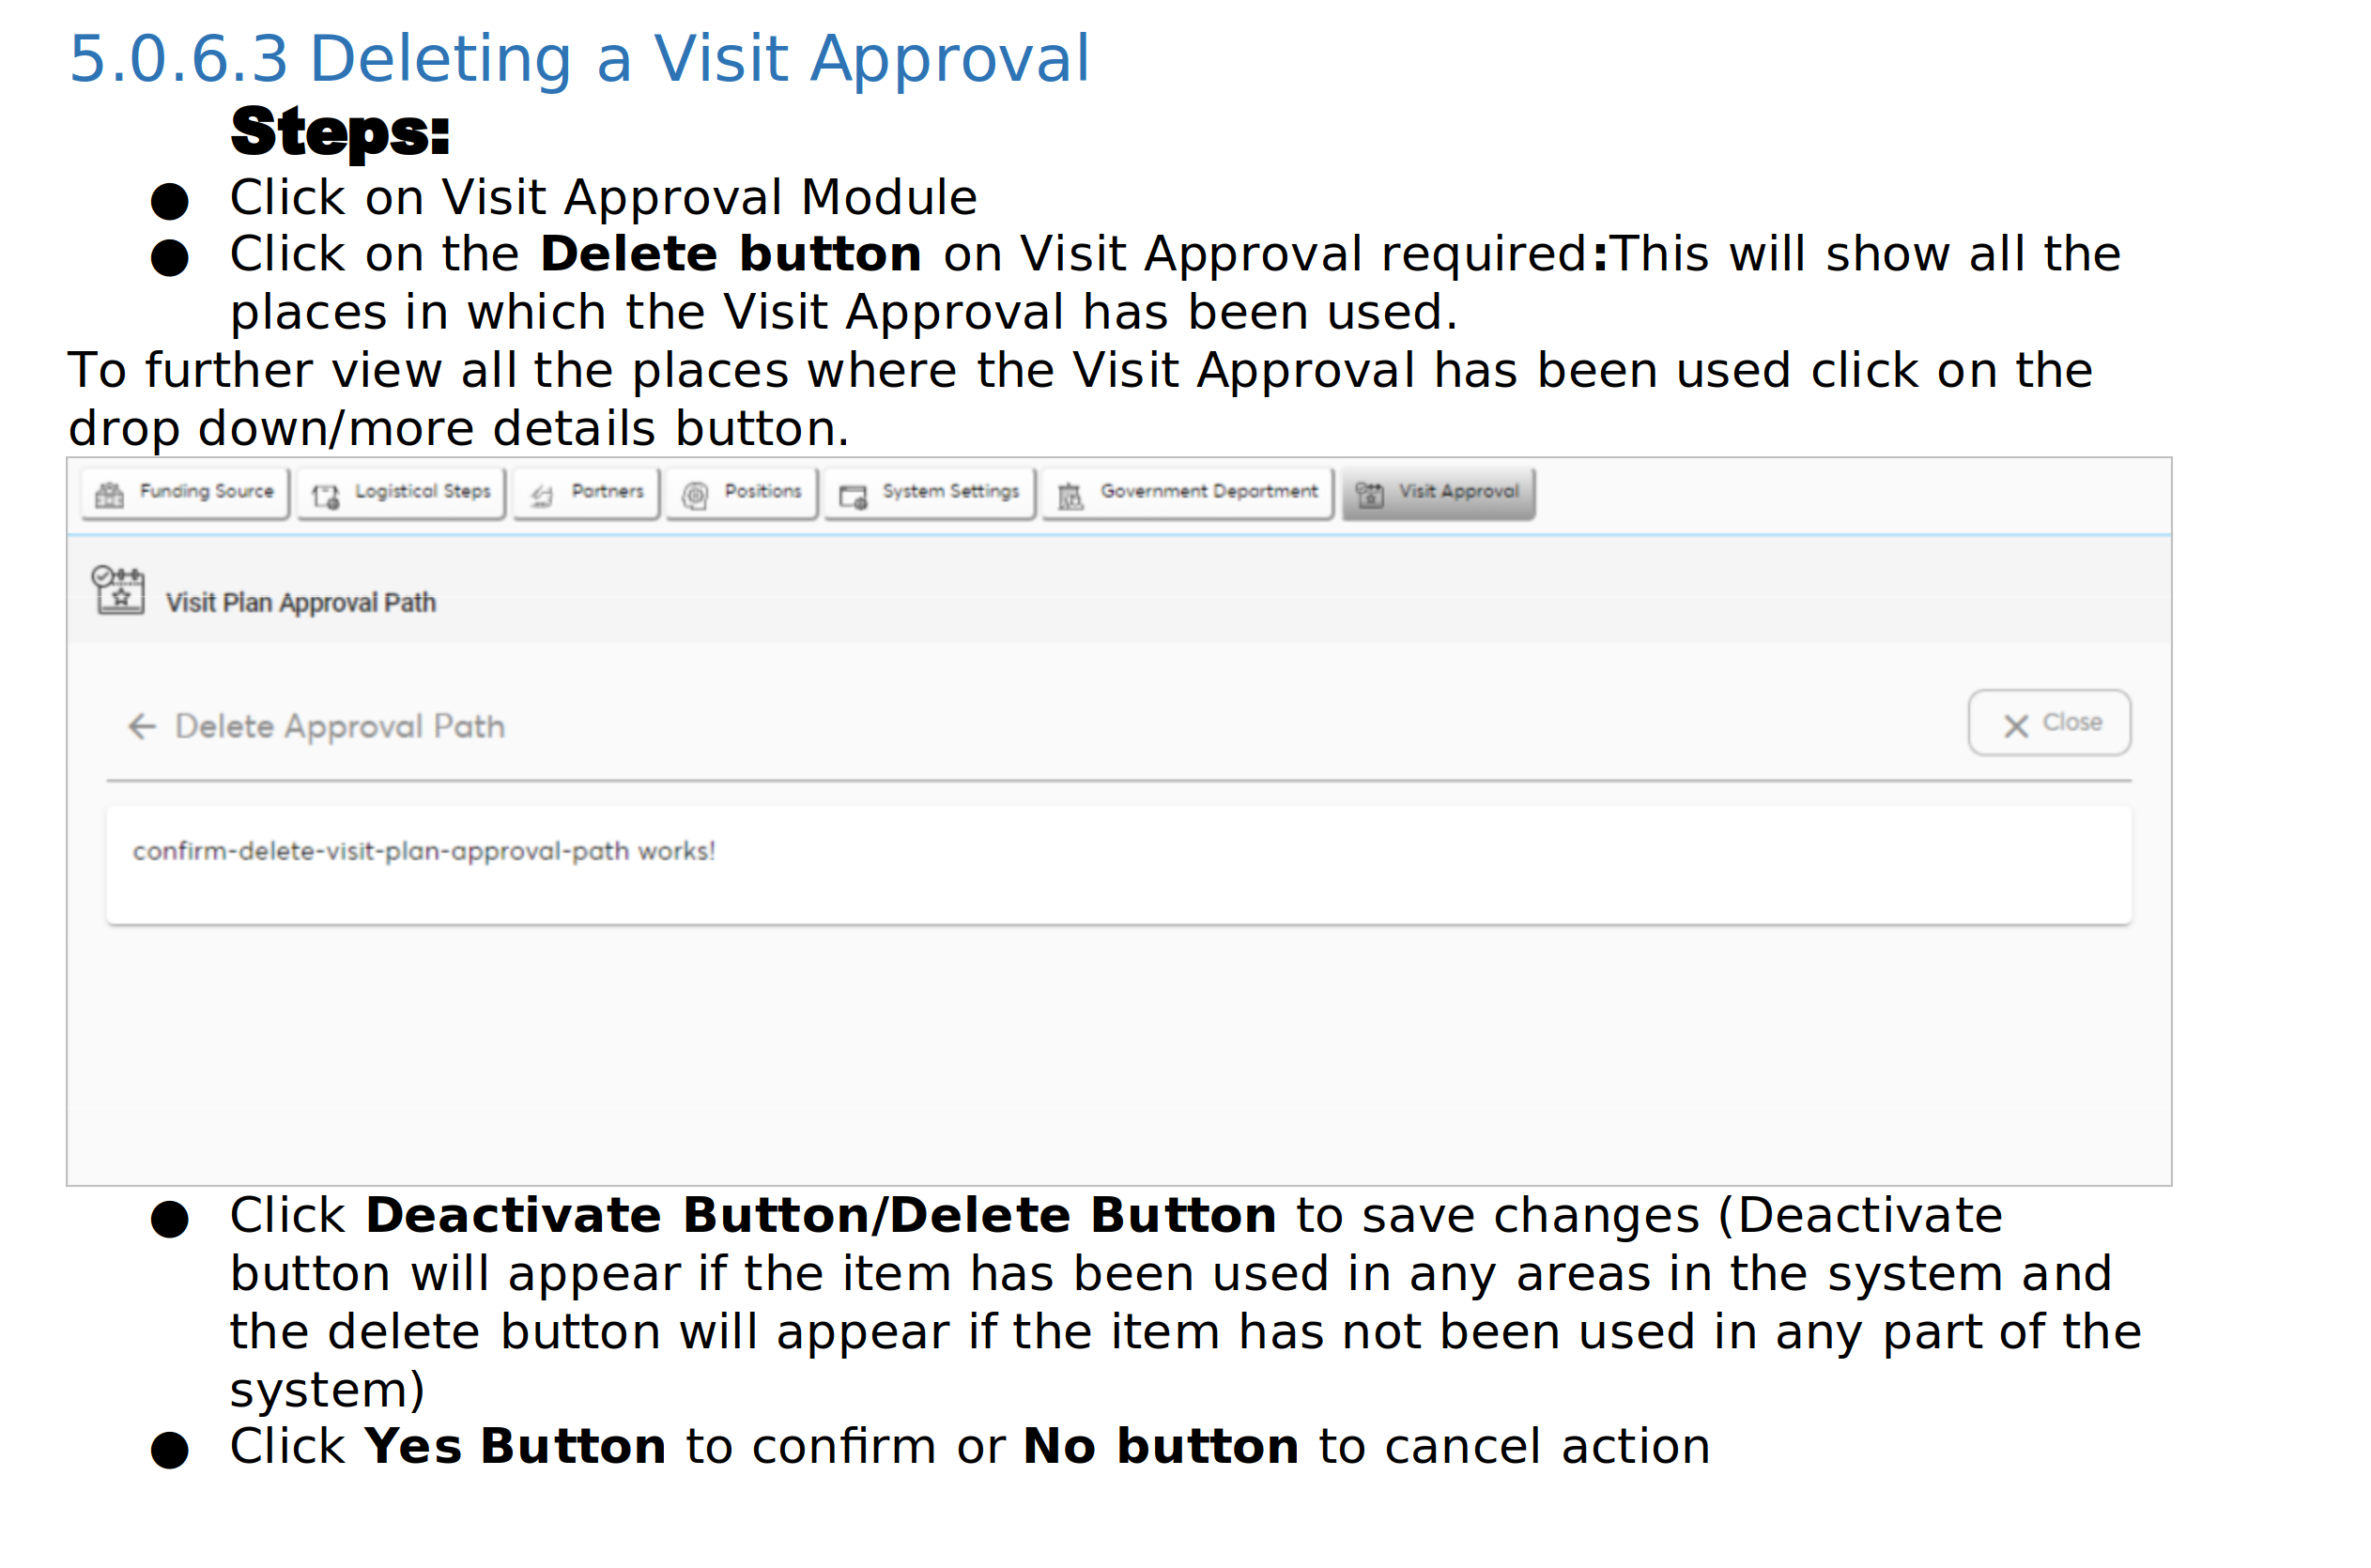 5.0.6.3 Deleting a Visit Approval
Steps:
● Click on Visit Approval Module
● Click on the Delete button on Visit Approval required:This will show all the
places in which the Visit Approval has been used.
To further view all the places where the Visit Approval has been used click on the
drop down/more details button.
Funding Source Logistical Steps Partners Positions System Settings Government Department Visit Approval
Visit Plan Approval Path
← Delete Approval Path × Close
confirm-delete-visit-plan-approval-path works!
● Click Deactivate Button/Delete Button to save changes (Deactivate
button will appear if the item has been used in any areas in the system and
the delete button will appear if the item has not been used in any part of the
system)
● Click Yes Button to confirm or No button to cancel action